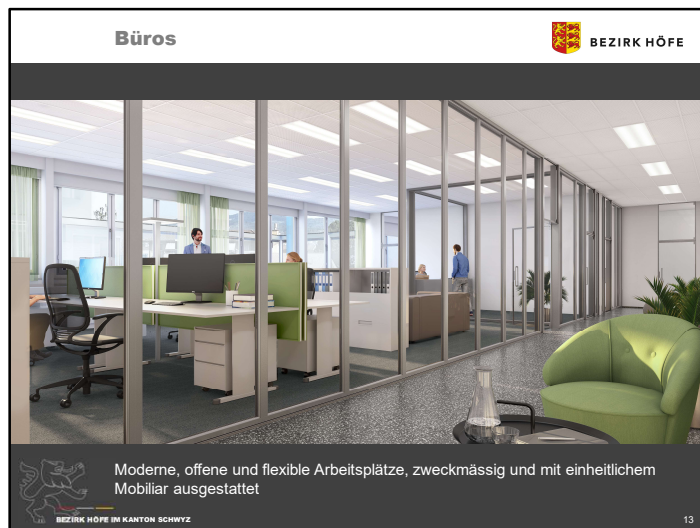 Büros
BEZIRK HÖFE
Moderne, offene und flexible Arbeitsplätze, zweckmässig und mit einheitlichem
Mobiliar ausgestattet
BEZIRK HÖFE IM KANTON SCHWYZ
13